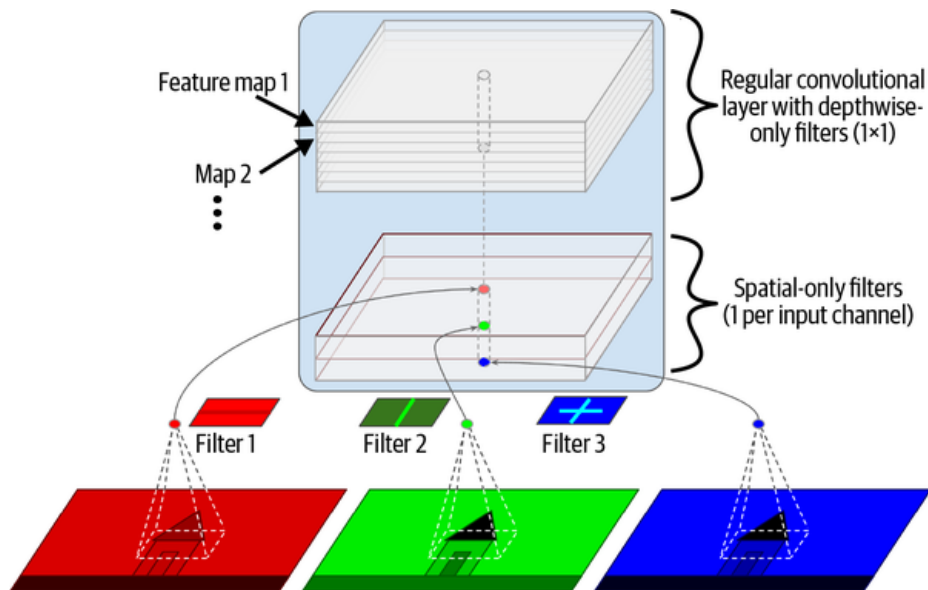 Feature map 1
Map 2
Regular convolutional
layer with depthwise-
only filters (1×1)
Spatial-only filters
(1 per input channel)
Filter 1
Filter 2
Filter 3